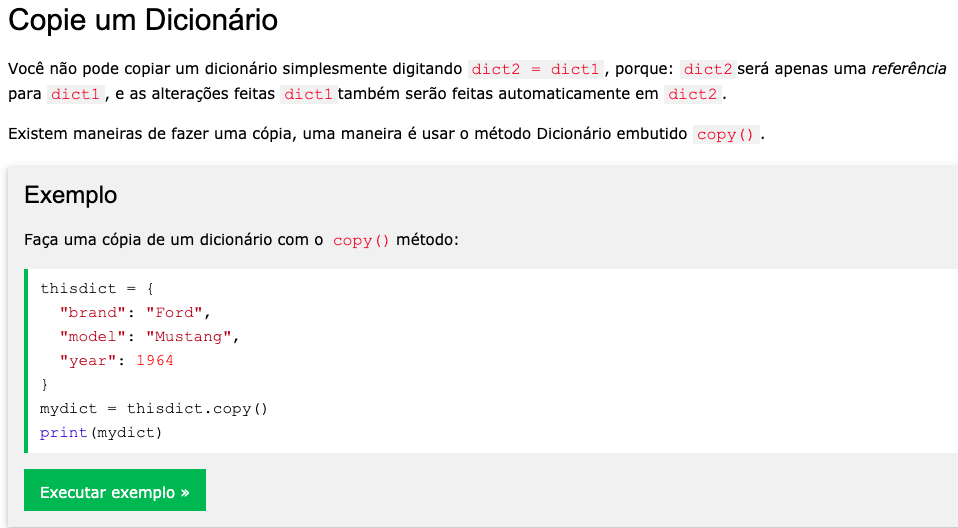 Copie um Dicionário
Você não pode copiar um dicionário simplesmente digitando dict2 = dict1, porque: dict2 será apenas uma referência
para dict1, e as alterações feitas dict1 também serão feitas automaticamente em dict2.
Existem maneiras de fazer uma cópia, uma maneira é usar o método Dicionário embutido copy().
Exemplo
Faça uma cópia de um dicionário com o copy() método:
thisdict = {
  "brand": "Ford",
  "model": "Mustang",
  "year": 1964
}
mydict = thisdict.copy()
print(mydict)
Executar exemplo »